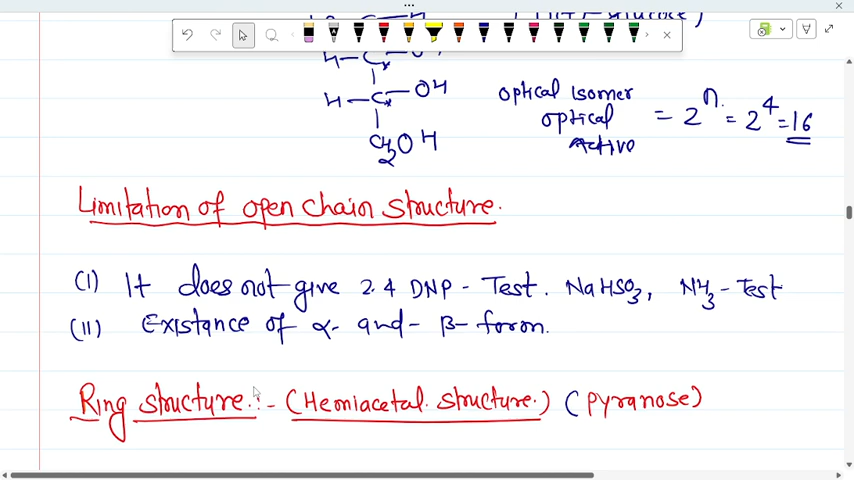 H-C*-OH
CH2OH
optical Isomer
optical
Active
= 2^n = 2^4 = 16
Limitation of open chain structure.
(I) It does not give 2.4 DNP - Test. NaHSO3, NH3 - Test
(II) Existance of α- and - β- form.
Ring structure :- (Hemiacetal structure.) (Pyranose)